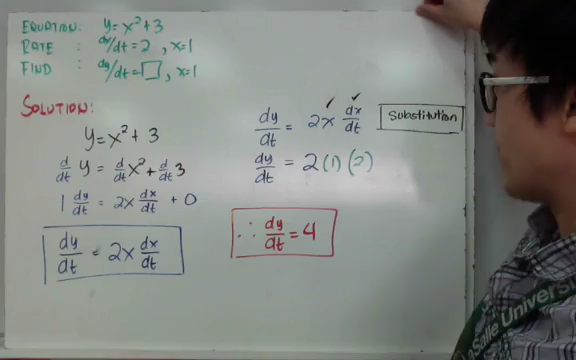 EQUATION: y = x² + 3
RATE: dx/dt = 2, x=1
FIND: dy/dt = □, x=1
SOLUTION:
y = x² + 3
d/dt y = d/dt x² + d/dt 3
1 dy/dt = 2x dx/dt + 0
dy/dt = 2x dx/dt
dy/dt = 2x dx/dt
Substitution
dy/dt = 2 (1) (2)
∴ dy/dt = 4
LaSalle Universi